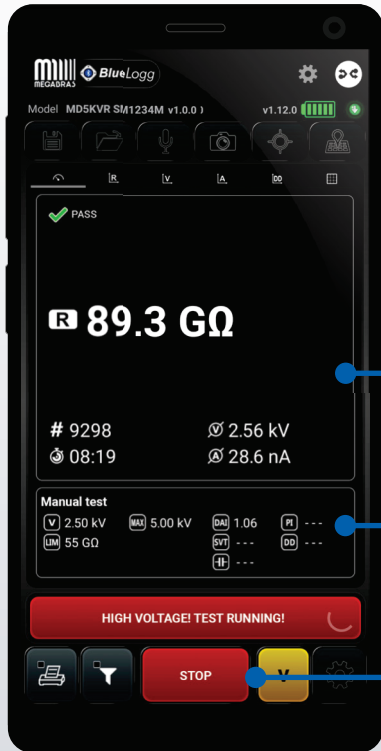 MEGABRAS BlueLogg
Model MD5KVR SM1234M v1.0.0 ) v1.12.0
R V A DD
PASS
R 89.3 GΩ
# 9298 V 2.56 kV
08:19 A 28.6 nA
Manual test
V 2.50 kV MAX 5.00 kV DAI 1.06 PI - - -
LIM 55 GΩ SVT - - - DD - - -
- - -
HIGH VOLTAGE! TEST RUNNING!
STOP V